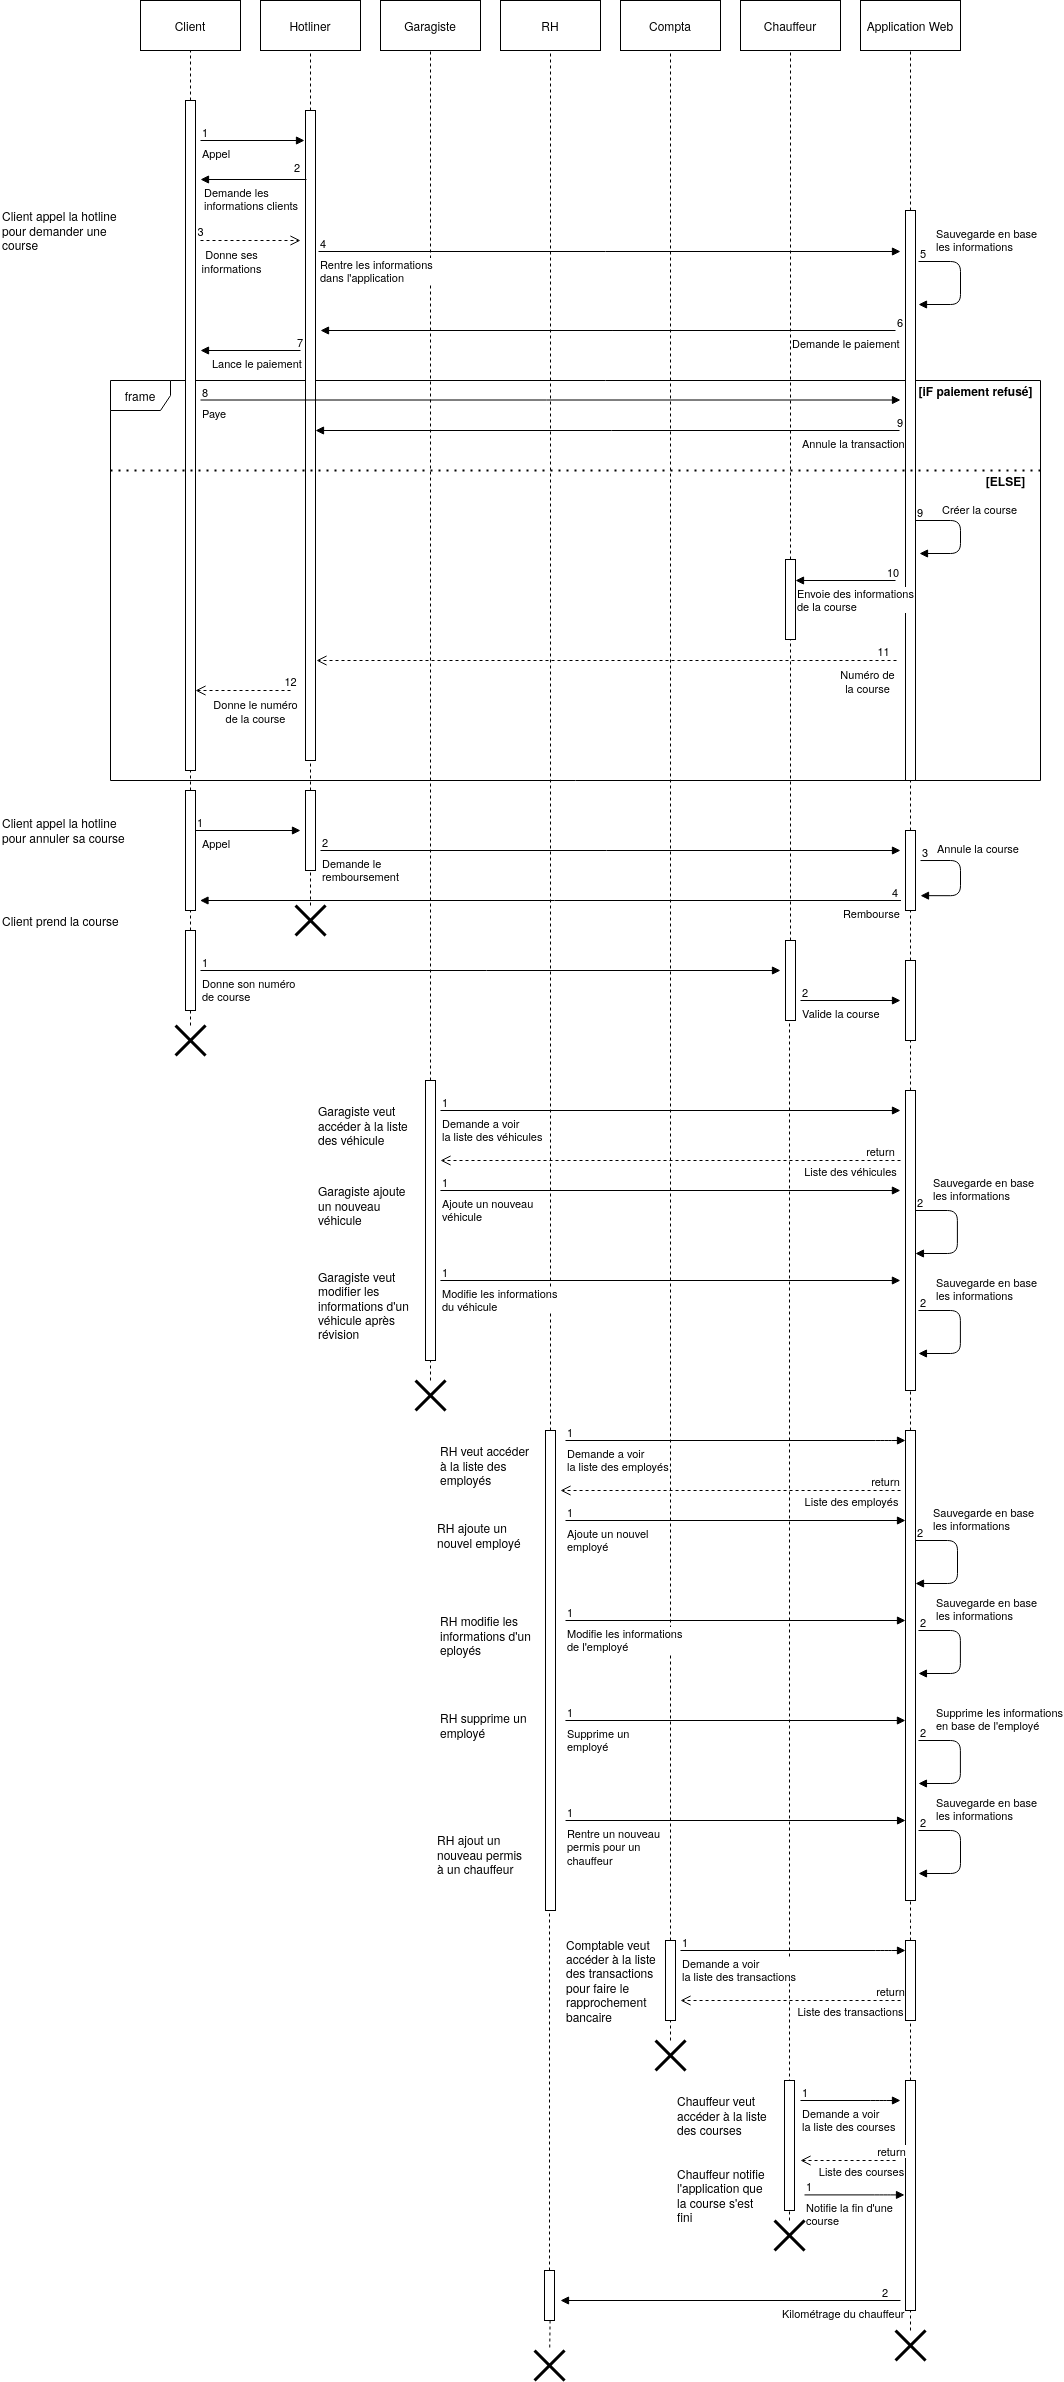 Client
Hotliner
Garagiste
RH
Compta
Chauffeur
Application Web
1
Appel
2
Demande les
informations clients
Client appel la hotline
pour demander une
course
3
Donne ses
informations
4
Rentre les informations
dans l'application
Sauvegarde en base
les informations
5
6
Demande le paiement
7
Lance le paiement
frame
[IF paiement refusé]
8
Paye
9
Annule la transaction
[ELSE]
9
Créer la course
10
Envoie des informations
de la course
11
Numéro de
la course
12
Donne le numéro
de la course
Client appel la hotline
pour annuler sa course
1
Appel
2
Demande le
remboursement
3
Annule la course
4
Rembourse
Client prend la course
1
Donne son numéro
de course
2
Valide la course
Garagiste veut
accéder à la liste
des véhicule
1
Demande a voir
la liste des véhicules
return
Liste des véhicules
Garagiste ajoute
un nouveau
véhicule
1
Ajoute un nouveau
véhicule
Sauvegarde en base
les informations
2
Garagiste veut
modifier les
informations d'un
véhicule après
révision
1
Modifie les informations
du véhicule
Sauvegarde en base
les informations
2
RH veut accéder
à la liste des
employés
1
Demande a voir
la liste des employés
return
Liste des employés
RH ajoute un
nouvel employé
1
Ajoute un nouvel
employé
Sauvegarde en base
les informations
2
RH modifie les
informations d'un
eployés
1
Modifie les informations
de l'employé
Sauvegarde en base
les informations
2
RH supprime un
employé
1
Supprime un
employé
Supprime les informations
en base de l'employé
2
RH ajout un
nouveau permis
à un chauffeur
1
Rentre un nouveau
permis pour un
chauffeur
Sauvegarde en base
les informations
2
Comptable veut
accéder à la liste
des transactions
pour faire le
rapprochement
bancaire
1
Demande a voir
la liste des transactions
return
Liste des transactions
Chauffeur veut
accéder à la liste
des courses
1
Demande a voir
la liste des courses
return
Liste des courses
Chauffeur notifie
l'application que
la course s'est
fini
1
Notifie la fin d'une
course
2
Kilométrage du chauffeur